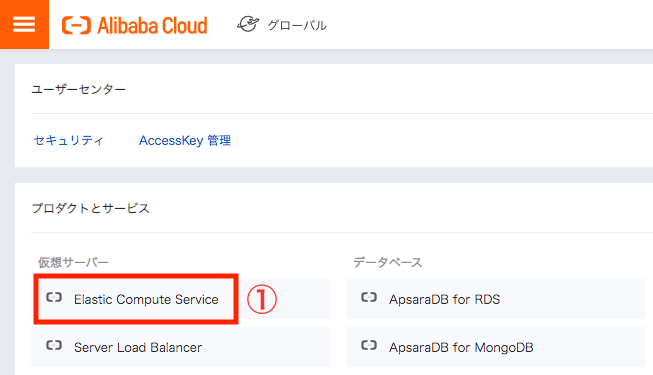 Alibaba Cloud グローバル
ユーザーセンター
セキュリティ AccessKey 管理
プロダクトとサービス
仮想サーバー データベース
Elastic Compute Service ① ApsaraDB for RDS
Server Load Balancer ApsaraDB for MongoDB